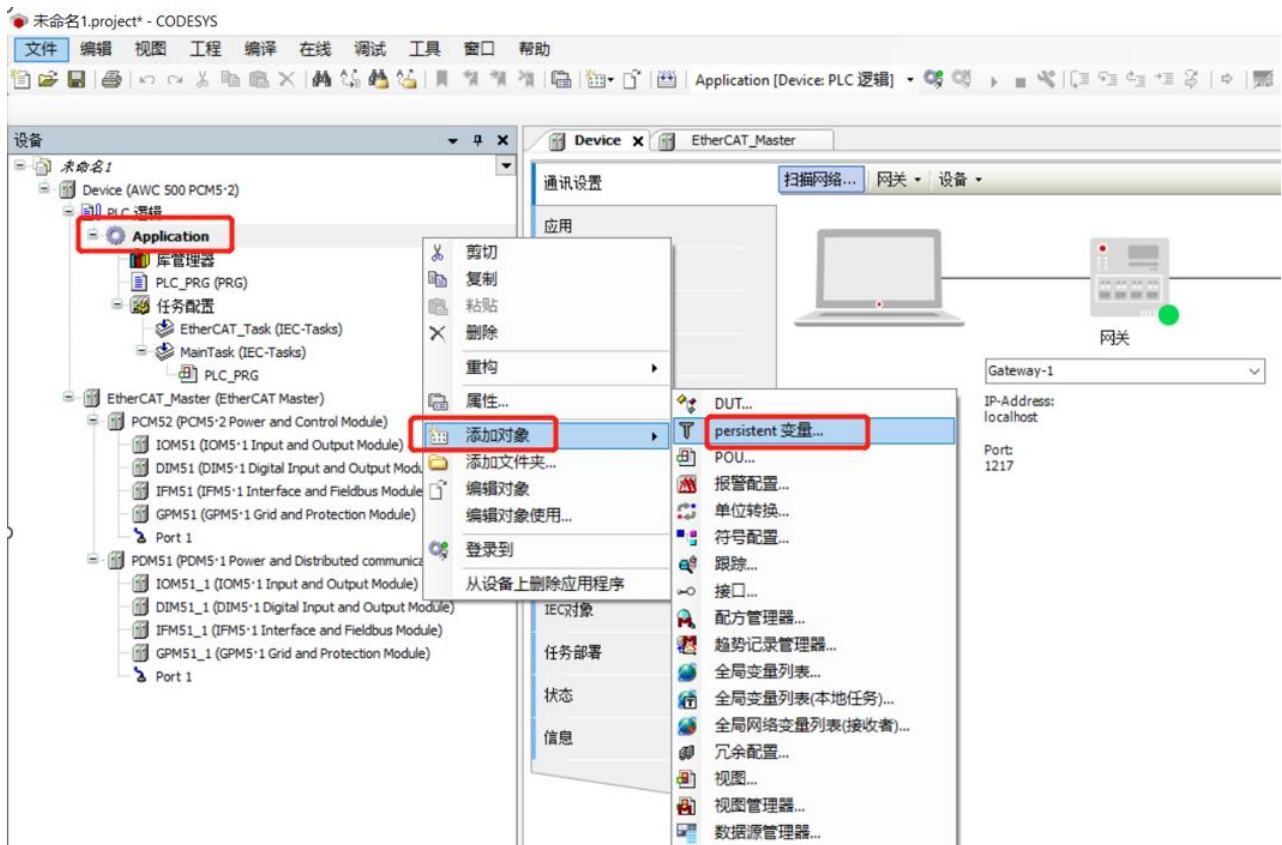 未命名1.project* - CODESYS
文件 编辑 视图 工程 编译 在线 调试 工具 窗口 帮助
Application [Device: PLC 逻辑]
设备
未命名1
Device (AWC 500 PCM5·2)
PLC 逻辑
Application
库管理器
PLC_PRG (PRG)
任务配置
EtherCAT_Task (IEC-Tasks)
MainTask (IEC-Tasks)
PLC_PRG
EtherCAT_Master (EtherCAT Master)
PCM52 (PCM5·2 Power and Control Module)
IOM51 (IOM5·1 Input and Output Module)
DIM51 (DIM5·1 Digital Input and Output Modu
IFM51 (IFM5·1 Interface and Fieldbus Module
GPM51 (GPM5·1 Grid and Protection Module)
Port 1
PDM51 (PDM5·1 Power and Distributed communica
IOM51_1 (IOM5·1 Input and Output Module)
DIM51_1 (DIM5·1 Digital Input and Output Module)
IFM51_1 (IFM5·1 Interface and Fieldbus Module)
GPM51_1 (GPM5·1 Grid and Protection Module)
Port 1
剪切
复制
粘贴
删除
重构
属性...
添加对象
添加文件夹...
编辑对象
编辑对象使用...
登录到
从设备上删除应用程序
DUT...
persistent 变量...
POU...
报警配置...
单位转换...
符号配置...
跟踪...
接口...
配方管理器...
趋势记录管理器...
全局变量列表...
全局变量列表(本地任务)...
全局网络变量列表(接收者)...
冗余配置...
视图...
视图管理器...
数据源管理器...
Device EtherCAT_Master
通讯设置
应用
IEC对象
任务部署
状态
信息
扫描网络... 网关 设备
网关
Gateway-1
IP-Address:
localhost
Port:
1217